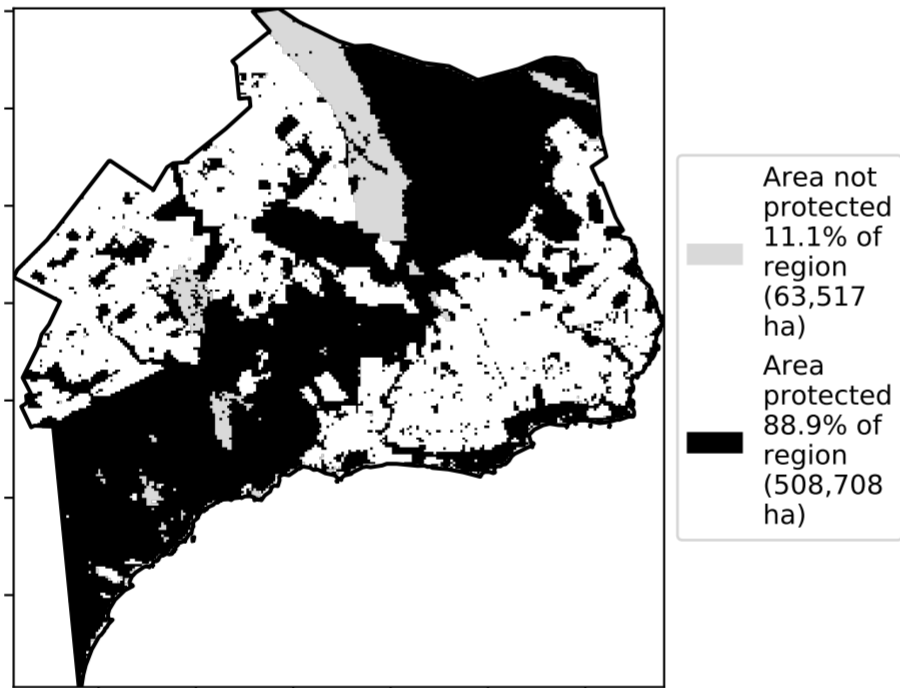 Area not
protected
11.1% of
region
(63,517
ha)
Area
protected
88.9% of
region
(508,708
ha)